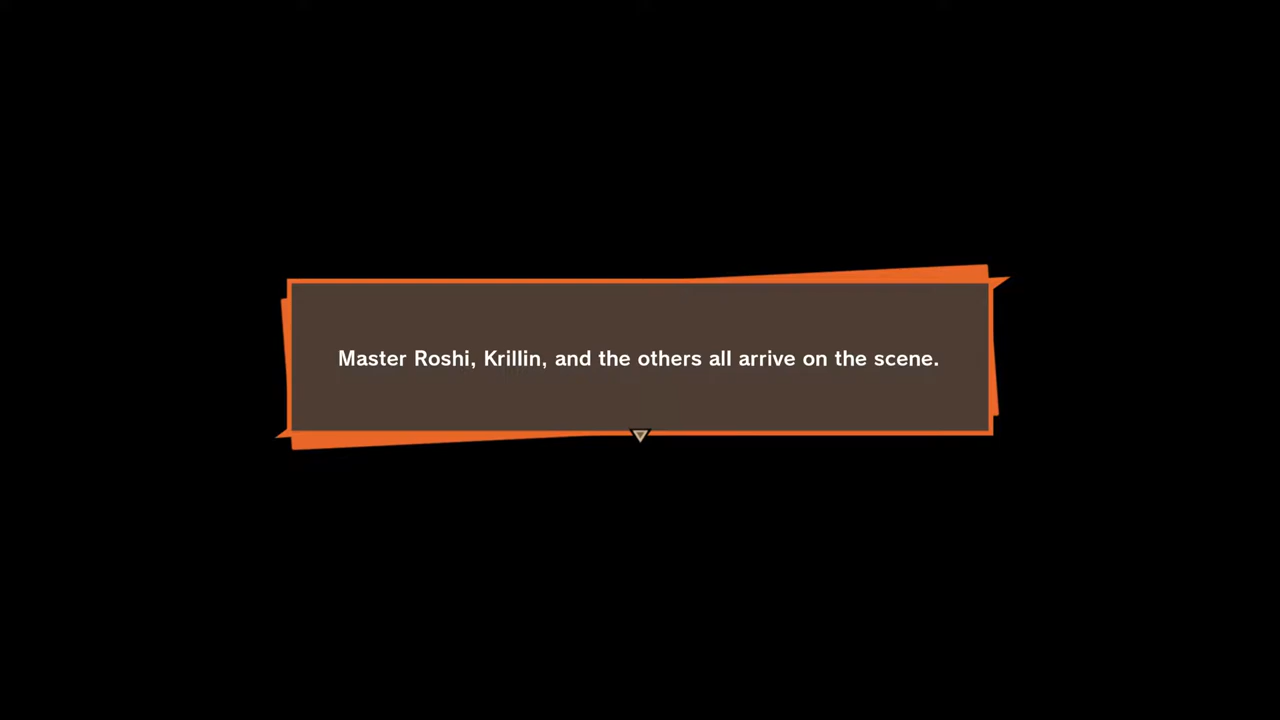 Master Roshi, Krillin, and the others all arrive on the scene.